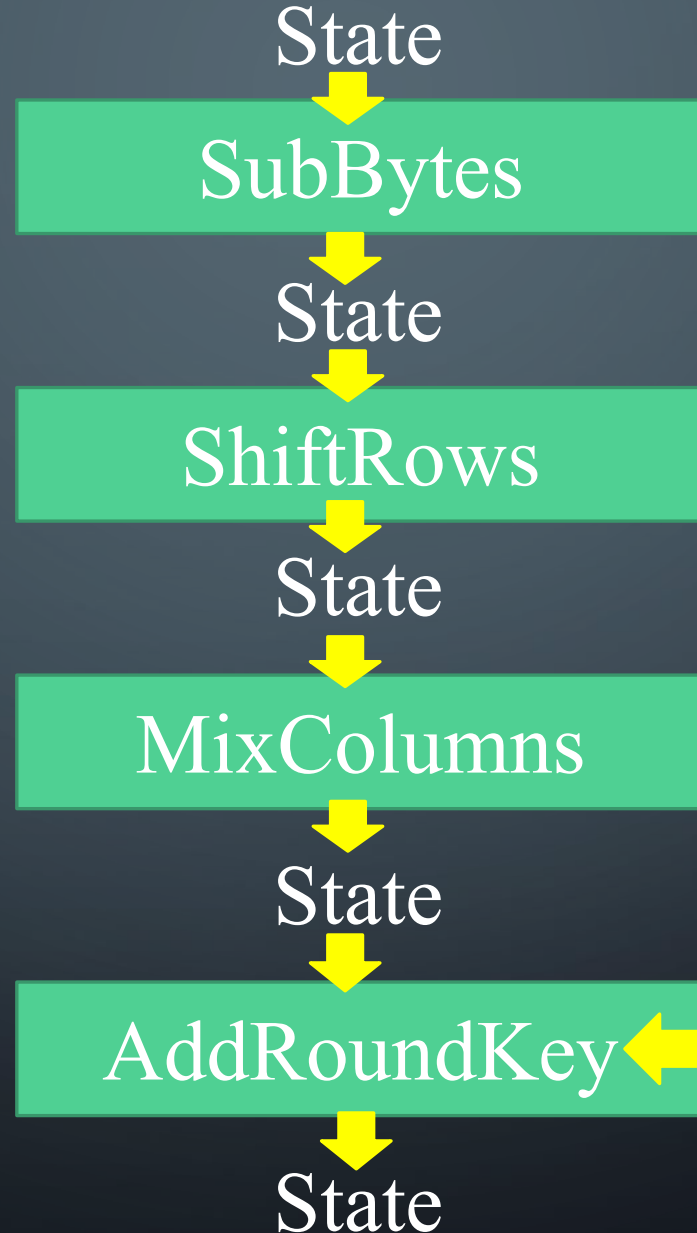 State
SubBytes
State
ShiftRows
State
MixColumns
State
AddRoundKey
State